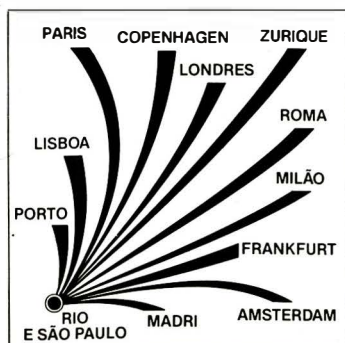 PARIS
COPENHAGEN
ZURIQUE
LONDRES
ROMA
LISBOA
MILÃO
PORTO
FRANKFURT
RIO
E SÃO PAULO
MADRI
AMSTERDAM